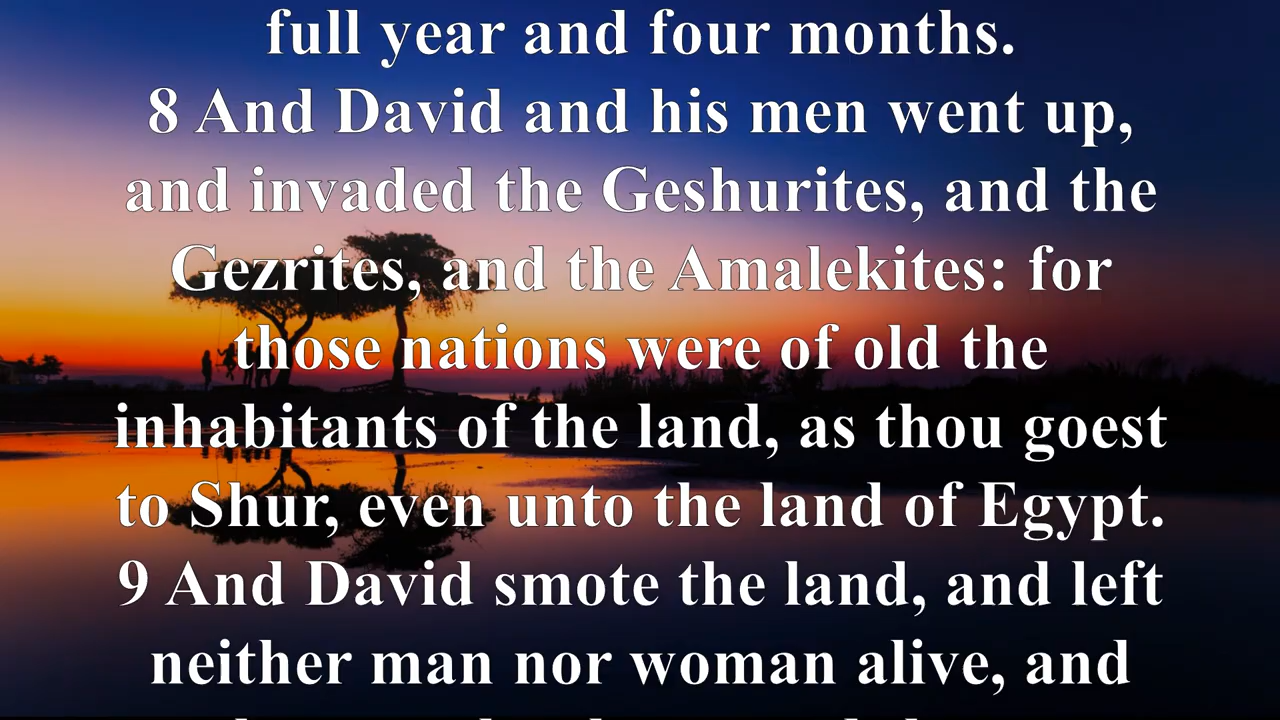 full year and four months.
8 And David and his men went up,
and invaded the Geshurites, and the
Gezrites, and the Amalekites: for
those nations were of old the
inhabitants of the land, as thou goest
to Shur, even unto the land of Egypt.
9 And David smote the land, and left
neither man nor woman alive, and